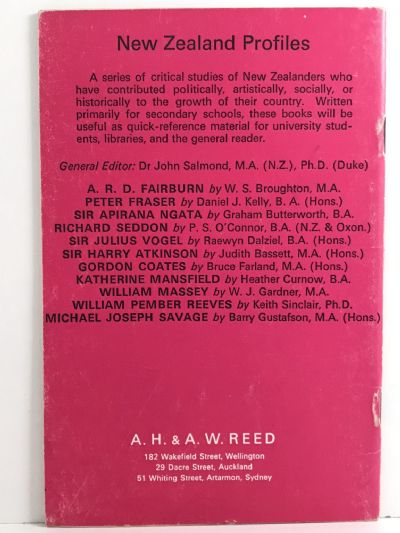 New Zealand Profiles
A series of critical studies of New Zealanders who
have contributed politically, artistically, socially, or
historically to the growth of their country. Written
primarily for secondary schools, these books will be
useful as quick-reference material for university stud-
ents, libraries, and the general reader.
General Editor: Dr John Salmond, M.A. (N.Z.), Ph.D. (Duke)
A. R. D. FAIRBURN by W. S. Broughton, M.A.
PETER FRASER by Daniel J. Kelly, B. A. (Hons.)
SIR APIRANA NGATA by Graham Butterworth, B.A.
RICHARD SEDDON by P. S. O'Connor, B.A. (N.Z. & Oxon.)
SIR JULIUS VOGEL by Raewyn Dalziel, B.A. (Hons.)
SIR HARRY ATKINSON by Judith Bassett, M.A. (Hons.)
GORDON COATES by Bruce Farland, M.A. (Hons.)
KATHERINE MANSFIELD by Heather Curnow, B.A.
WILLIAM MASSEY by W. J. Gardner, M.A.
WILLIAM PEMBER REEVES by Keith Sinclair, Ph.D.
MICHAEL JOSEPH SAVAGE by Barry Gustafson, M.A. (Hons.)
A. H. & A. W. REED
182 Wakefield Street, Wellington
29 Dacre Street, Auckland
51 Whiting Street, Artarmon, Sydney